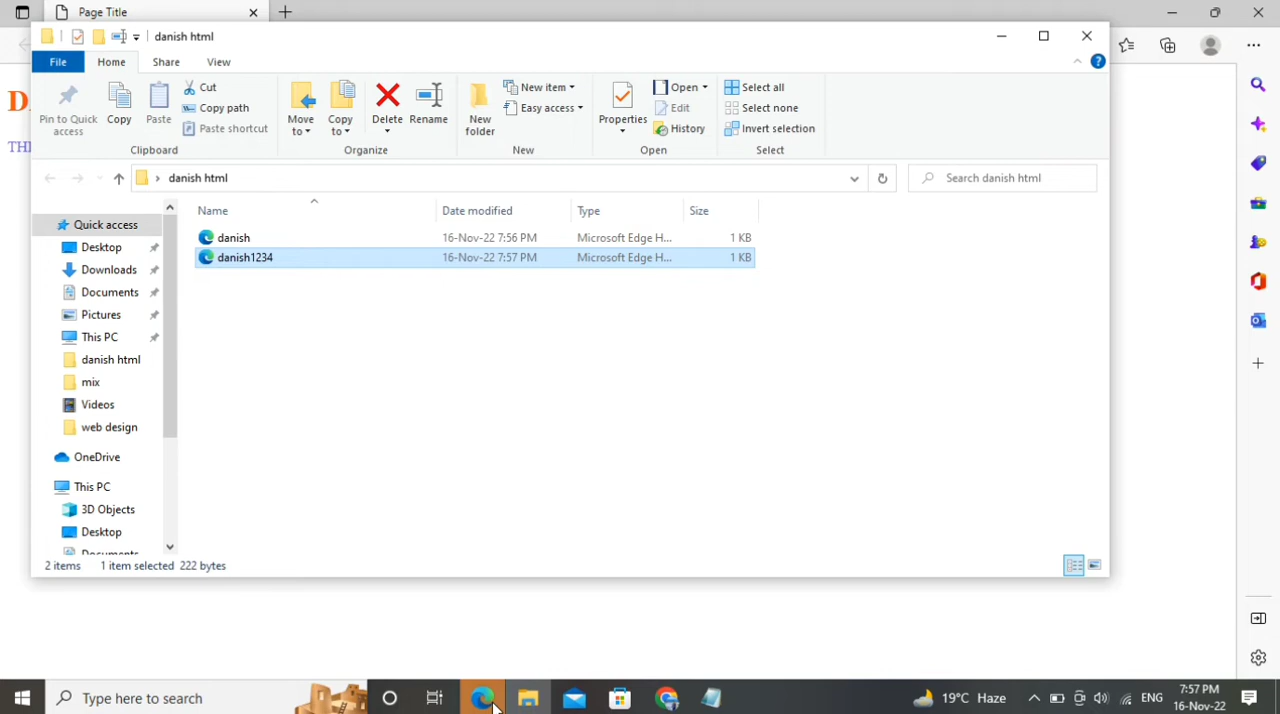 Page Title
danish html
File Home Share View
Pin to Quick access
Copy
Paste
Cut
Copy path
Paste shortcut
Clipboard
Move to
Copy to
Delete
Rename
Organize
New folder
New item
Easy access
New
Properties
Open
Edit
History
Open
Select all
Select none
Invert selection
Select
danish html
Search danish html
Name Date modified Type Size
danish 16-Nov-22 7:56 PM Microsoft Edge H... 1 KB
danish1234 16-Nov-22 7:57 PM Microsoft Edge H... 1 KB
Quick access
Desktop
Downloads
Documents
Pictures
This PC
danish html
mix
Videos
web design
OneDrive
This PC
3D Objects
Desktop
Documents
2 items 1 item selected 222 bytes
Type here to search
19°C Haze
ENG
7:57 PM
16-Nov-22